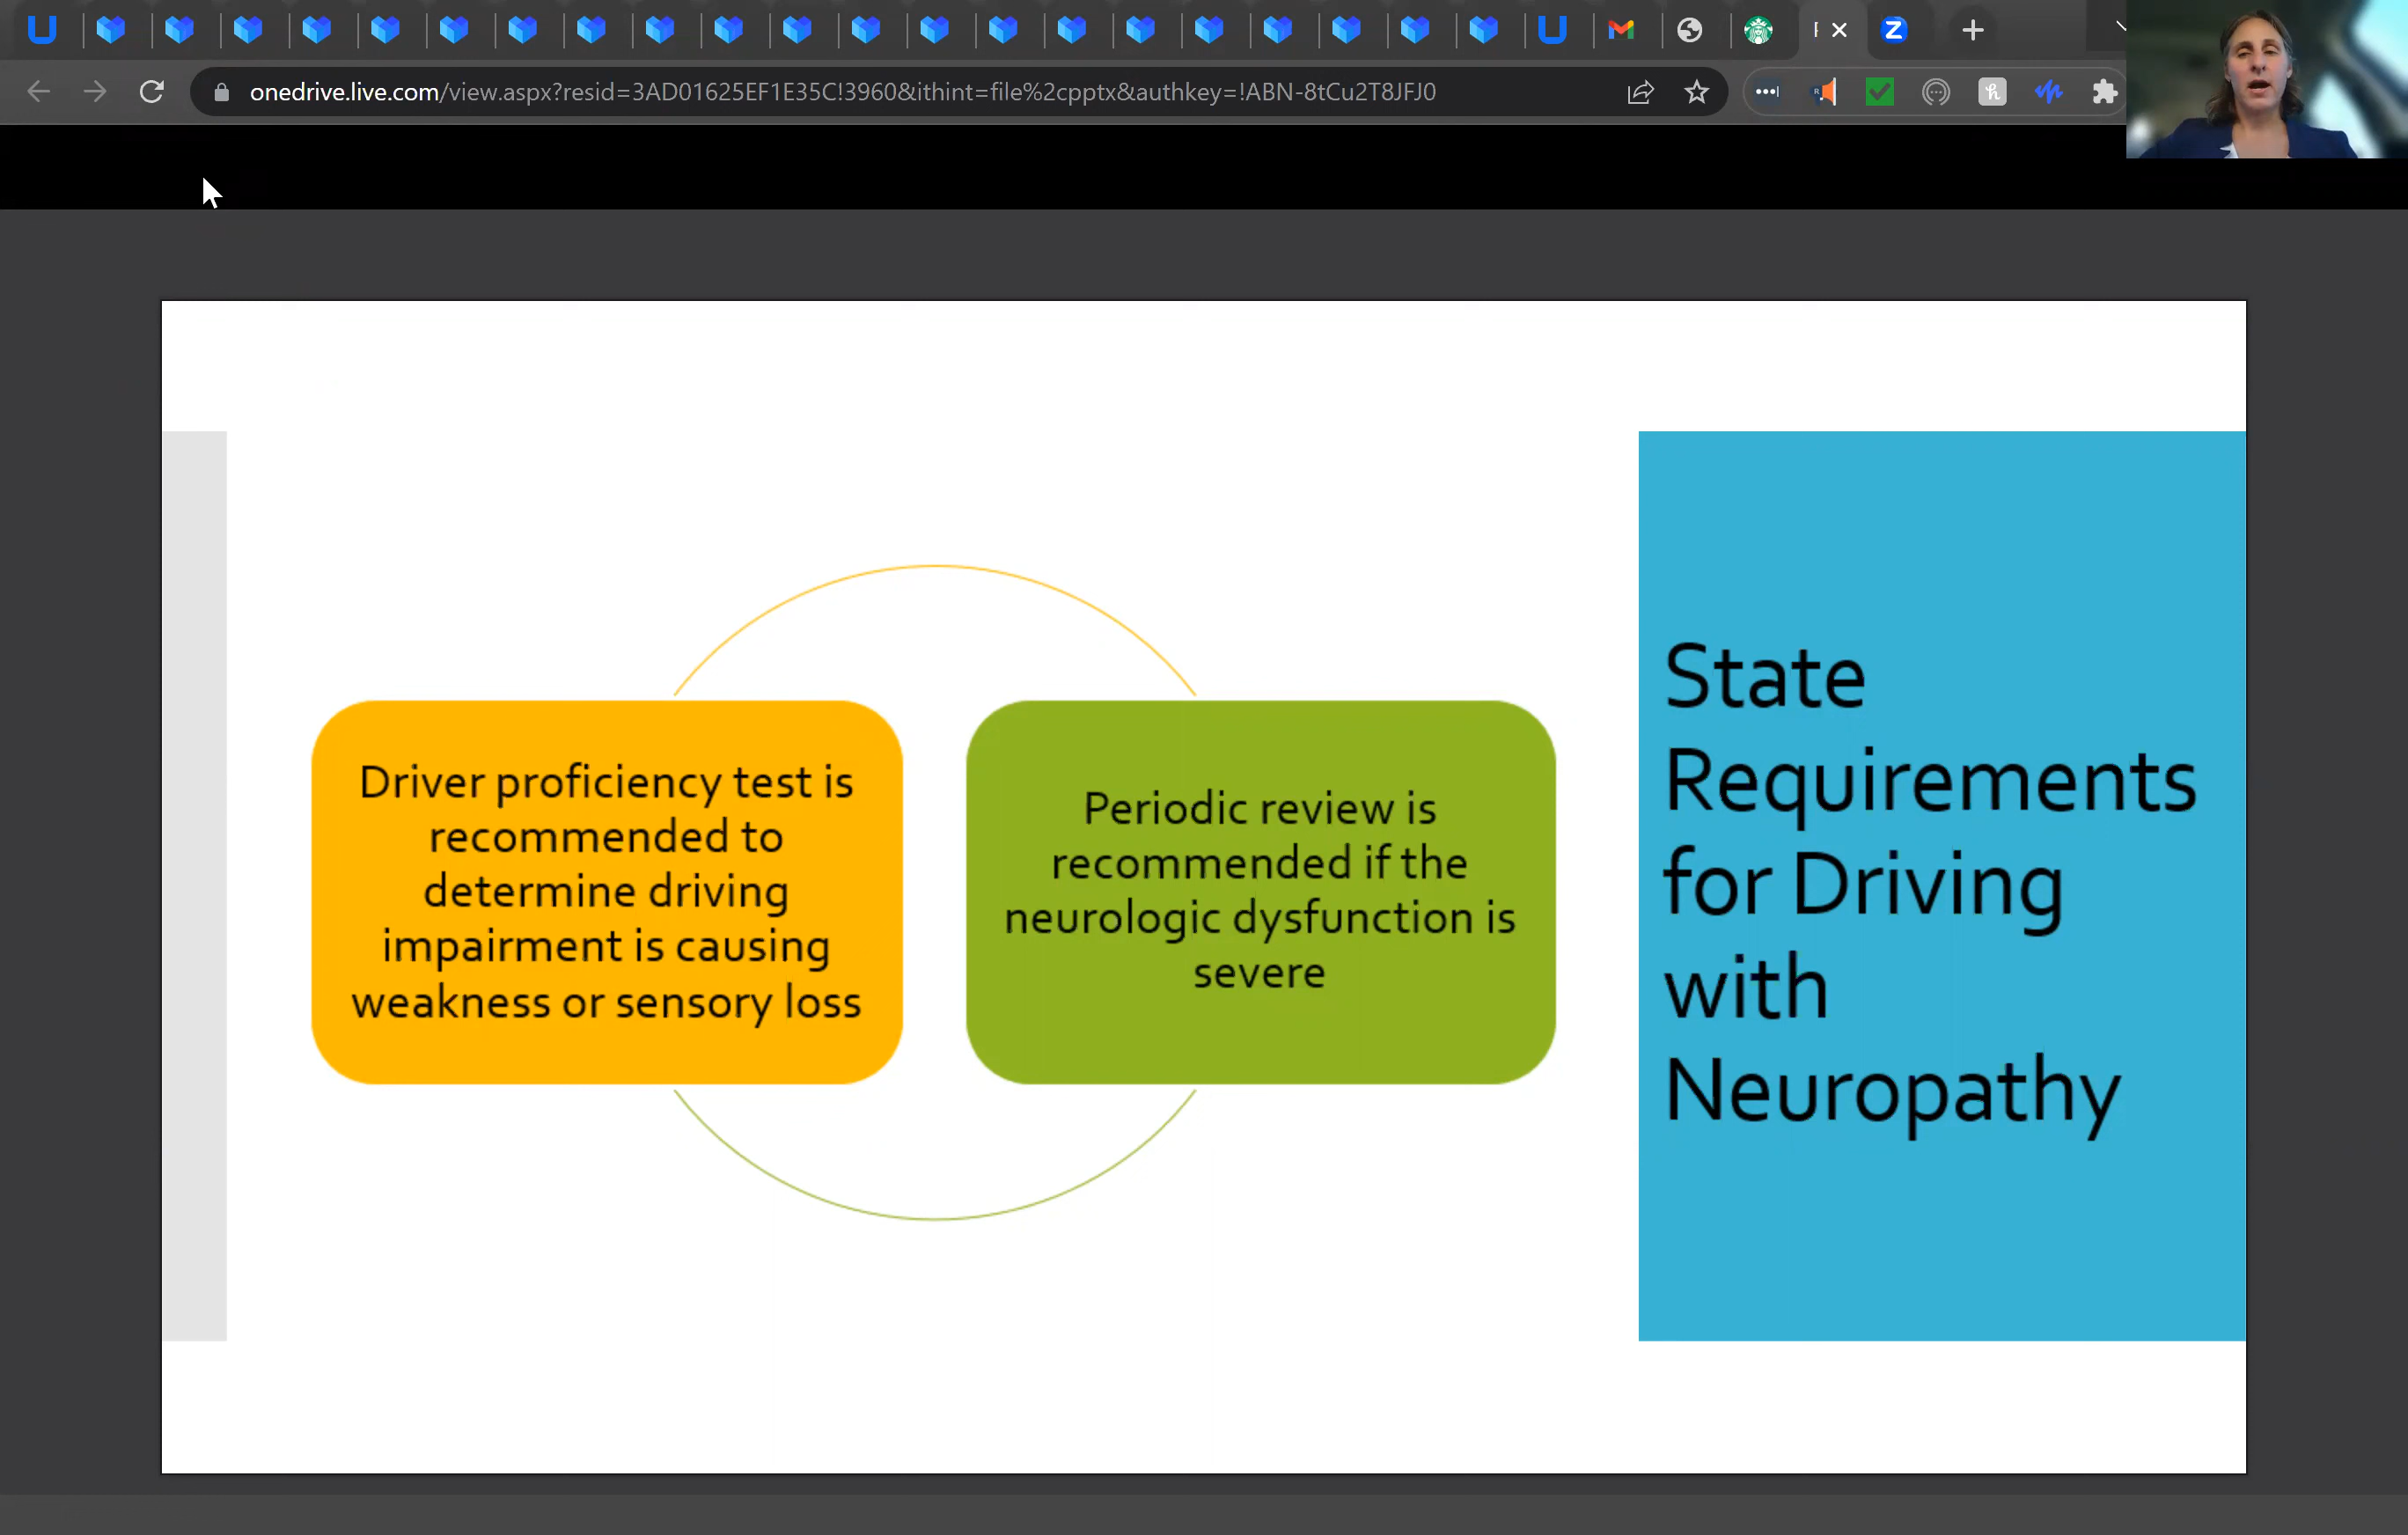 onedrive.live.com/view.aspx?resid=3AD01625EF1E35C!3960&ithint=file%2cpptx&authkey=!ABN-8tCu2T8JFJ0
Driver proficiency test is
recommended to
determine driving
impairment is causing
weakness or sensory loss
Periodic review is
recommended if the
neurologic dysfunction is
severe
State
Requirements
for Driving
with
Neuropathy